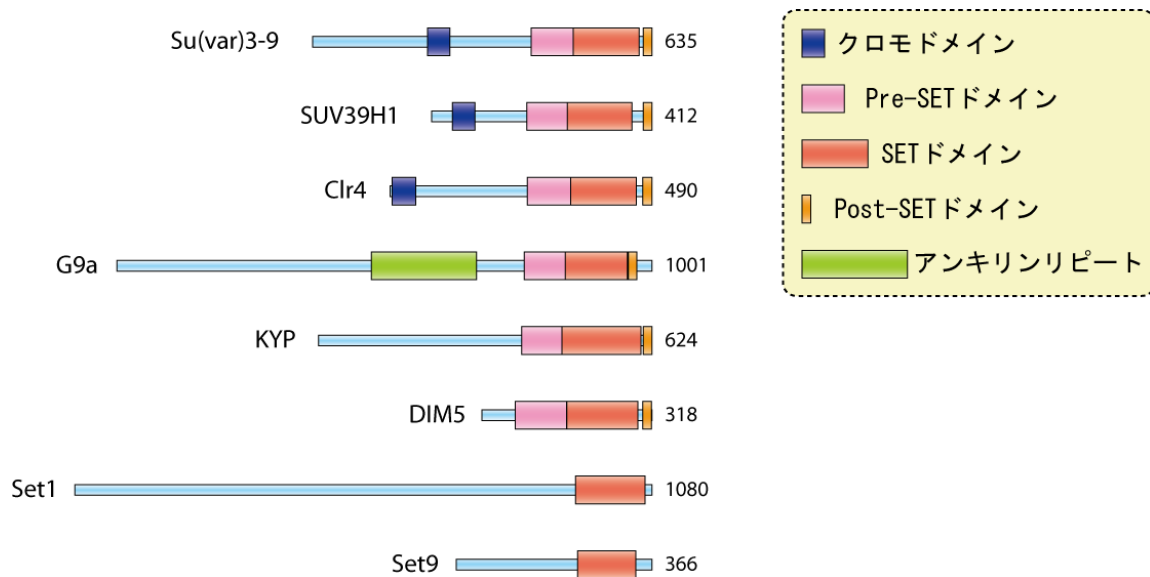 Su(var)3-9 635
SUV39H1 412
Clr4 490
G9a 1001
KYP 624
DIM5 318
Set1 1080
Set9 366
クロモドメイン
Pre-SETドメイン
SETドメイン
Post-SETドメイン
アンキリンリピート